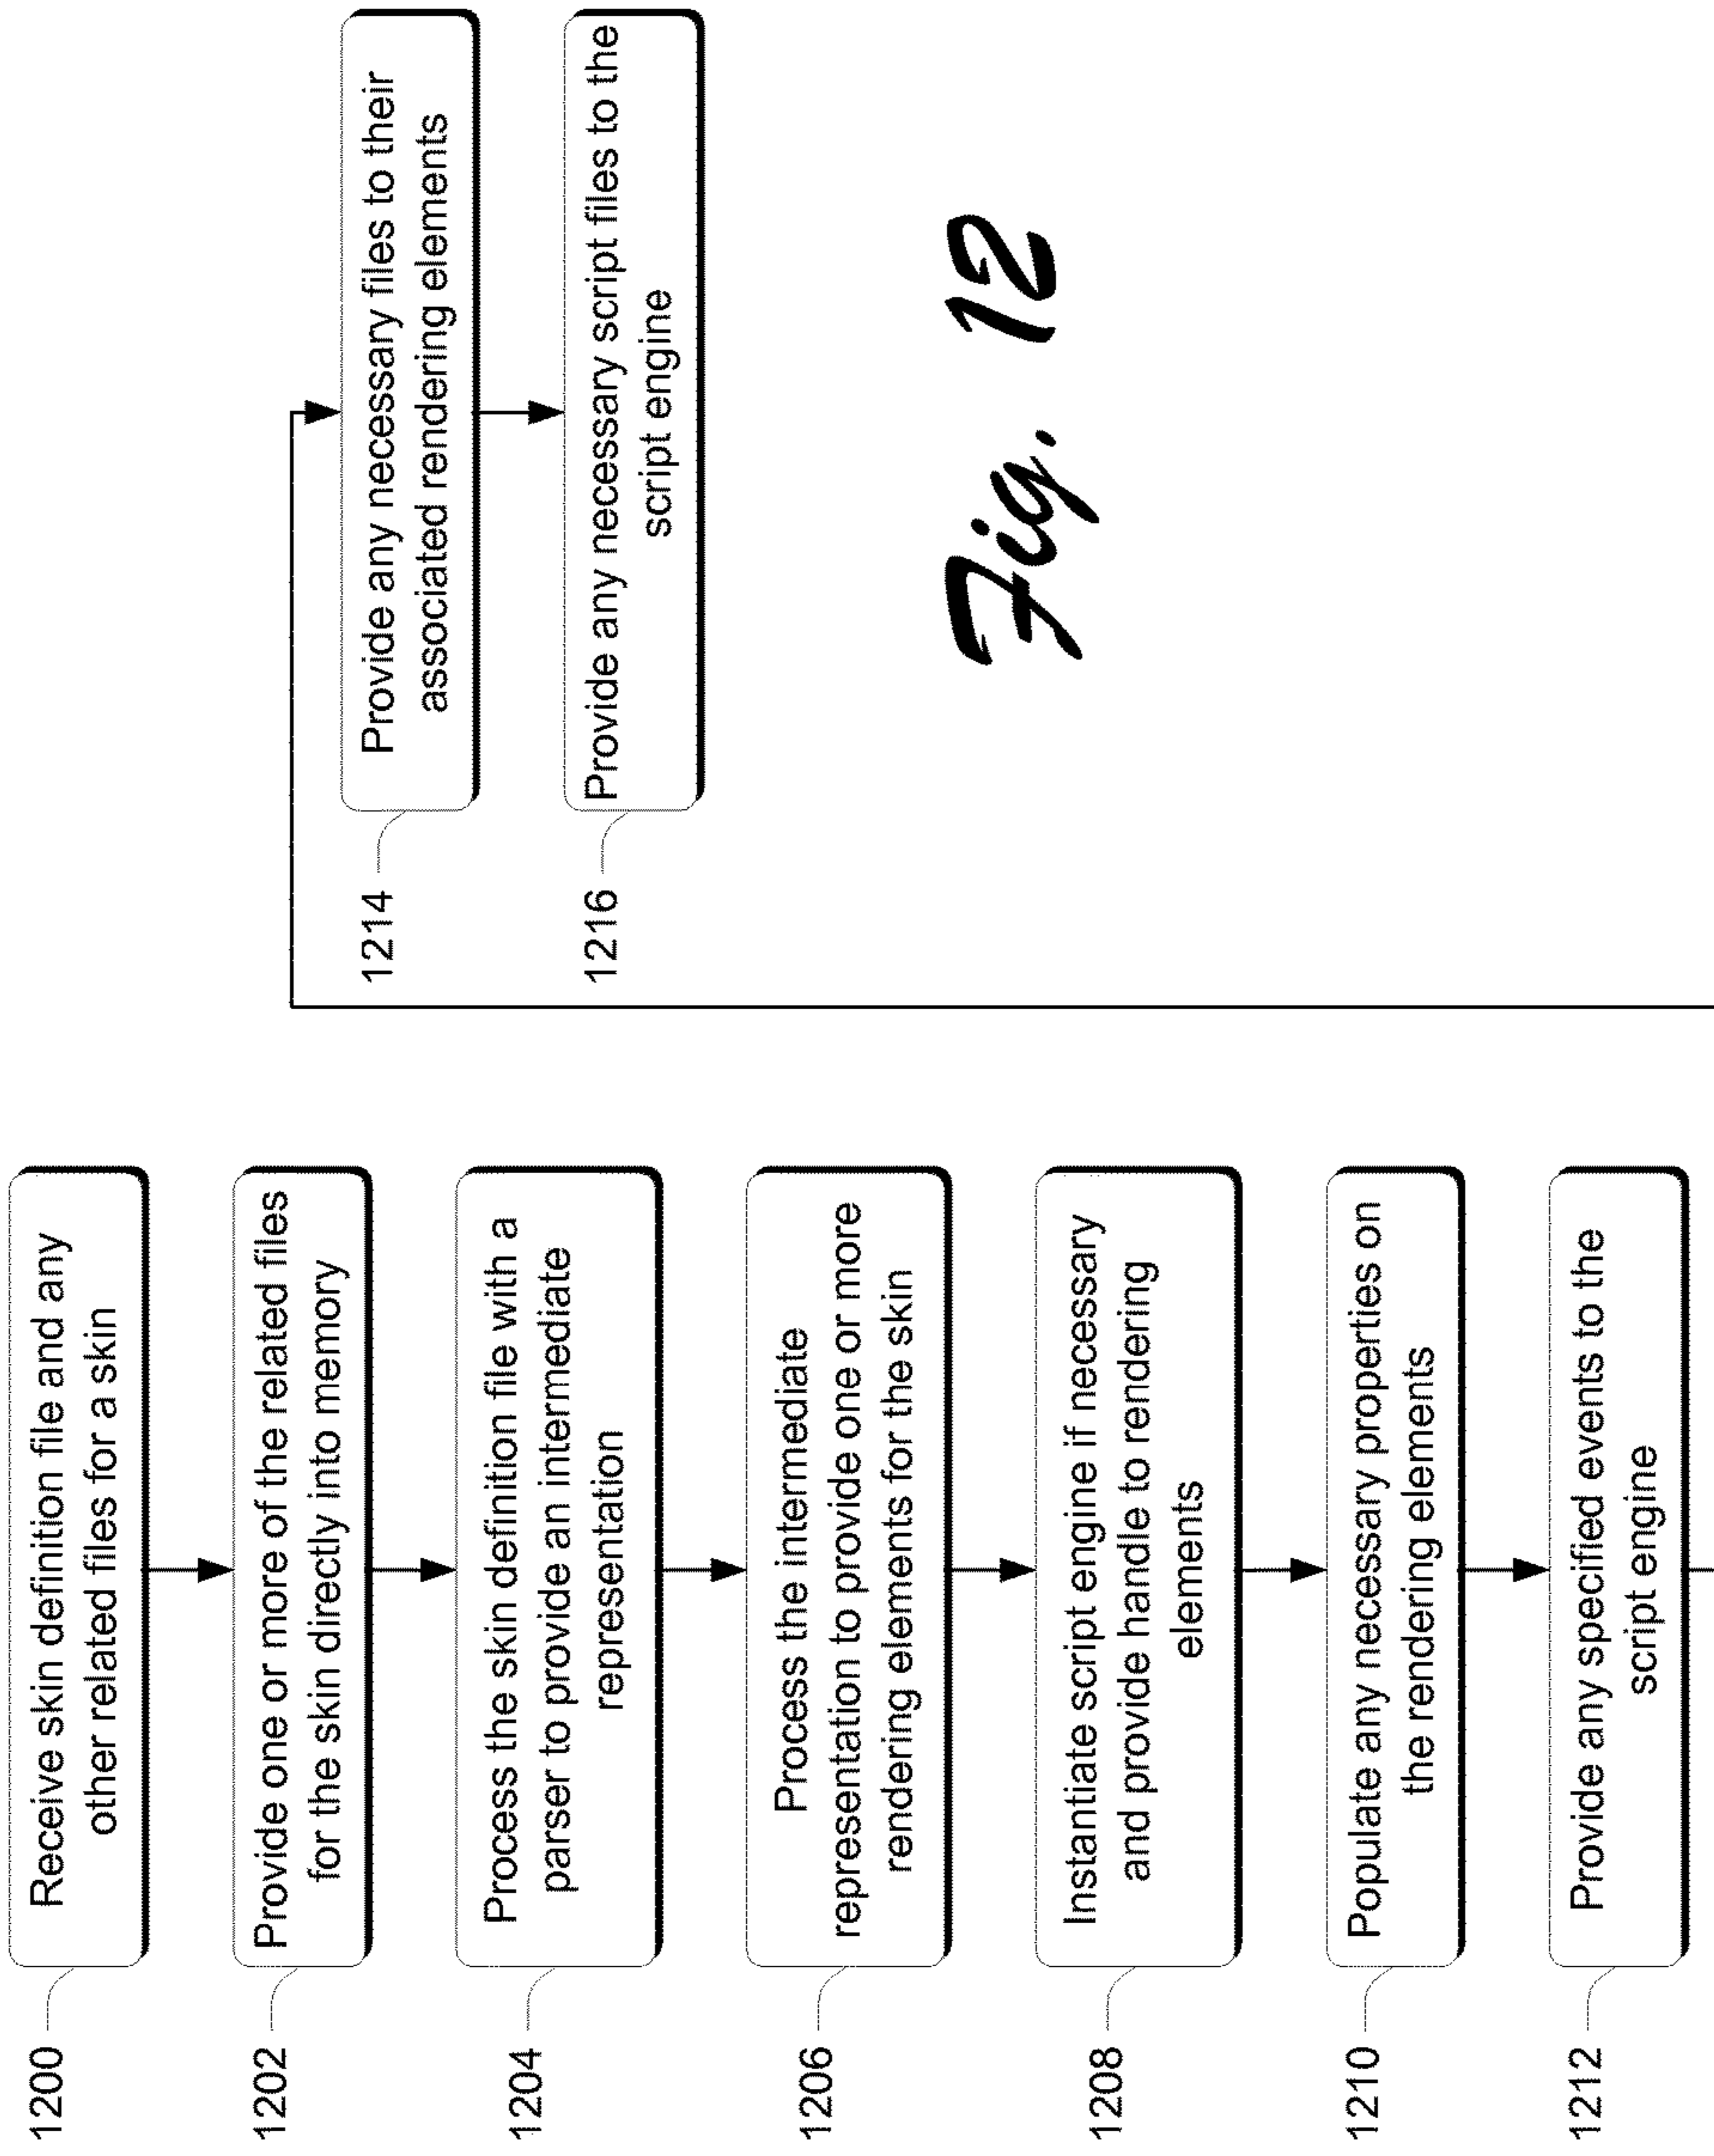 1200
Receive skin definition file and any
other related files for a skin
1202
Provide one or more of the related files
for the skin directly into memory
1204
Process the skin definition file with a
parser to provide an intermediate
representation
1206
Process the intermediate
representation to provide one or more
rendering elements for the skin
1208
Instantiate script engine if necessary
and provide handle to rendering
elements
1210
Populate any necessary properties on
the rendering elements
1212
Provide any specified events to the
script engine
1214
Provide any necessary files to their
associated rendering elements
1216
Provide any necessary script files to the
script engine
Fig. 12